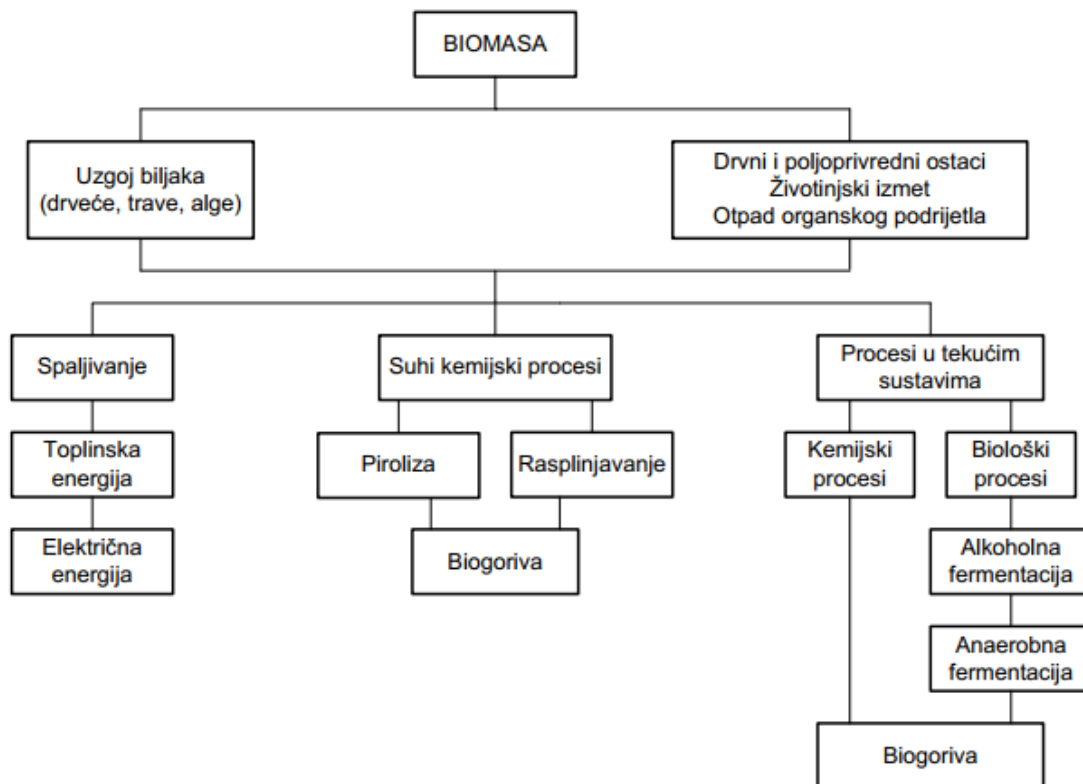 BIOMASA
Uzgoj biljaka
(drveće, trave, alge)
Drvni i poljoprivredni ostaci
Životinjski izmet
Otpad organskog podrijetla
Spaljivanje
Suhi kemijski procesi
Procesi u tekućim
sustavima
Toplinska
energija
Piroliza
Rasplinjavanje
Kemijski
procesi
Biološki
procesi
Elektrićna
energija
Biogoriva
Alkoholna
fermentacija
Anaerobna
fermentacija
Biogoriva